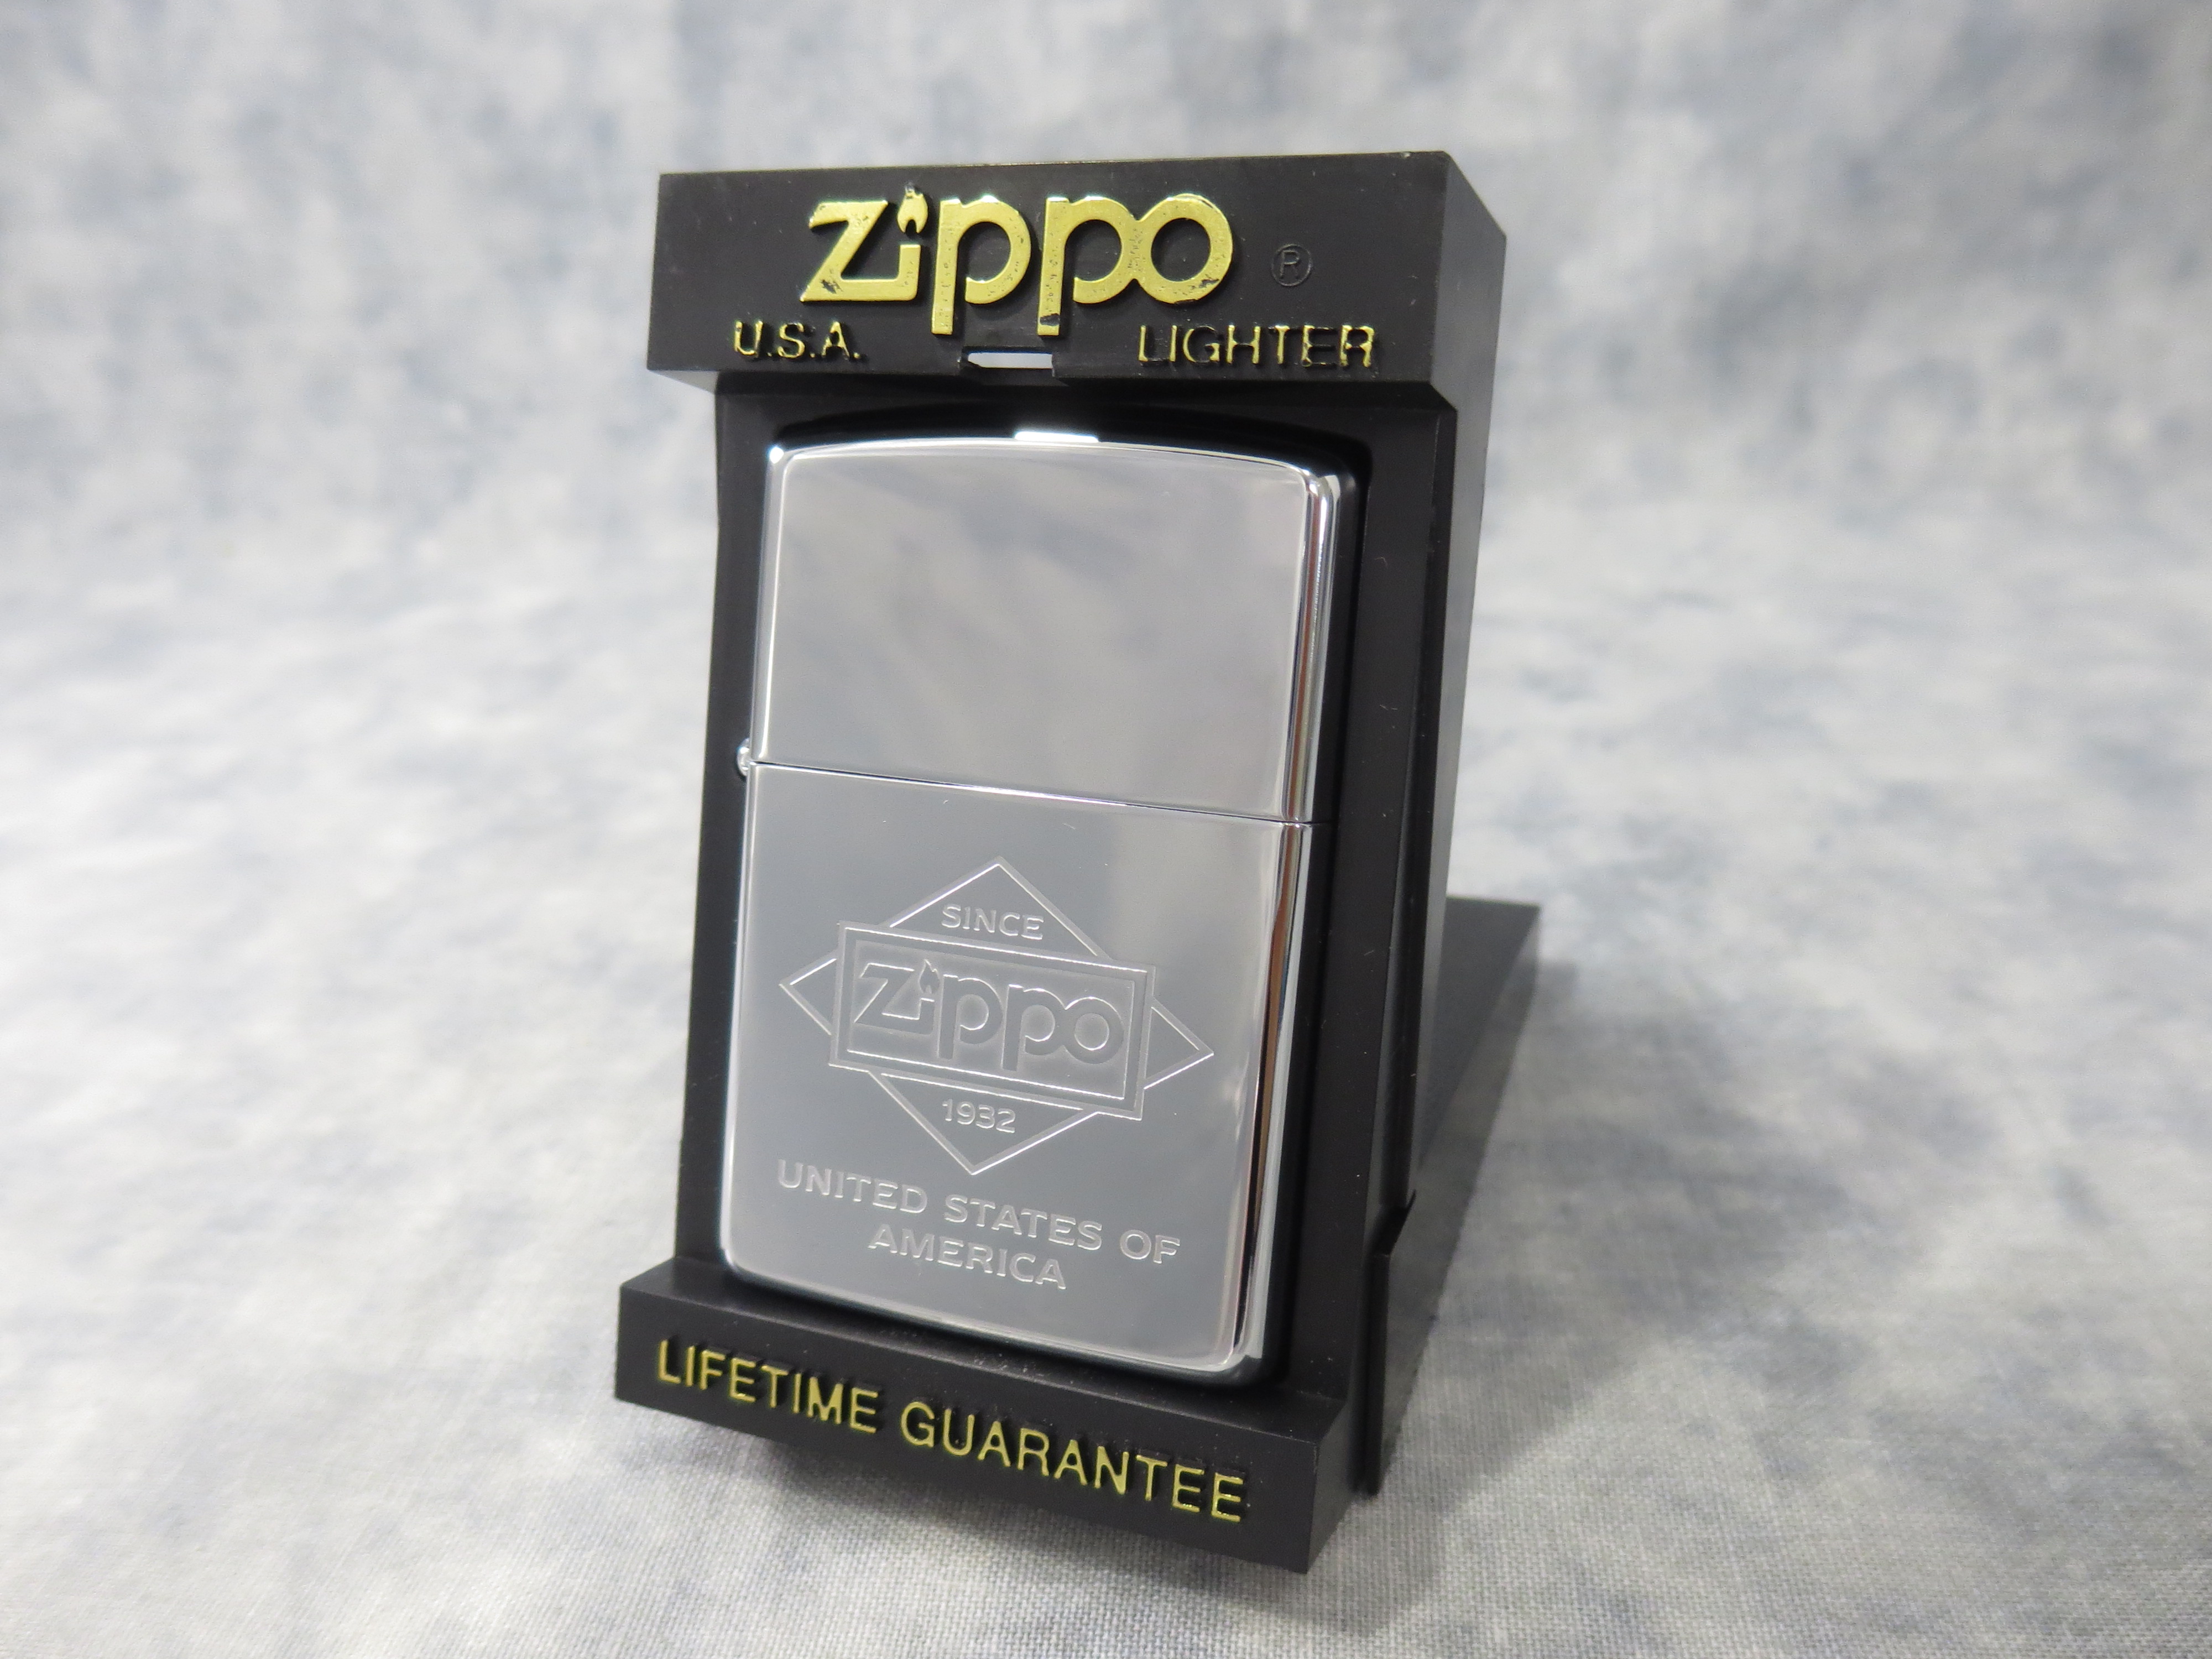 Zippo ®
U.S.A. LIGHTER
SINCE
Zippo
1932
UNITED STATES OF
AMERICA
LIFETIME GUARANTEE